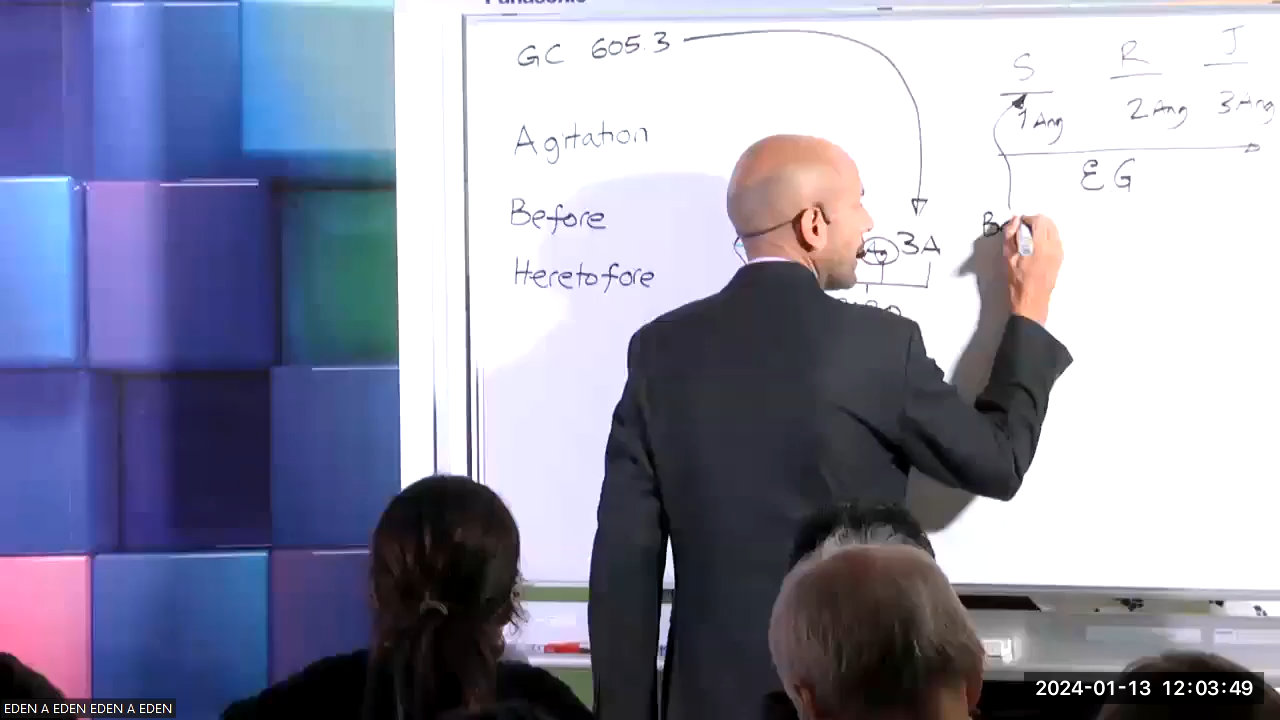 Panasonic
GC 605.3
S R J
1 Ang 2 Ang 3 Ang
Agitation
EG
Before
3A
Heretofore
2024-01-13 12:03:49
EDEN A EDEN EDEN A EDEN